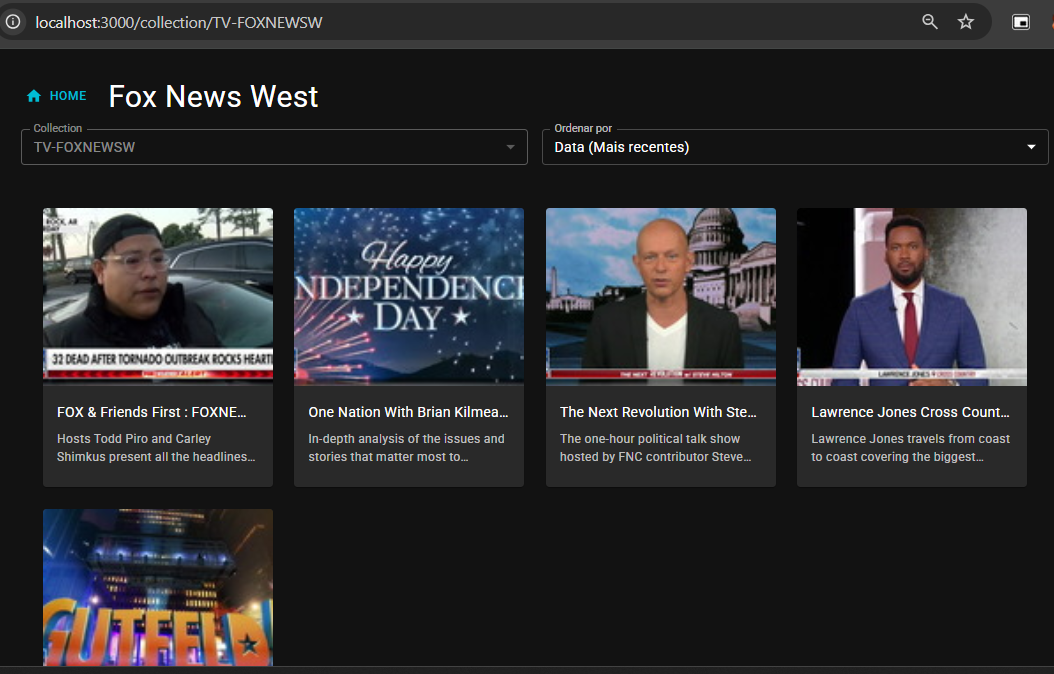 localhost:3000/collection/TV-FOXNEWSW
HOME
Fox News West
Collection
TV-FOXNEWSW
Ordenar por
Data (Mais recentes)
ROCK, AR
32 DEAD AFTER TORNADO OUTBREAK ROCKS HEARTL
Happy
NDEPENDENC
DAY
THE NEXT REVOLUTION w/ STEVE HILTON
LAWRENCE JONES CROSS COUNTRY
FOX & Friends First : FOXNE...
One Nation With Brian Kilmea...
The Next Revolution With Ste...
Lawrence Jones Cross Count...
Hosts Todd Piro and Carley
Shimkus present all the headlines...
In-depth analysis of the issues and
stories that matter most to...
The one-hour political talk show
hosted by FNC contributor Steve...
Lawrence Jones travels from coast
to coast covering the biggest...
GUTFELD